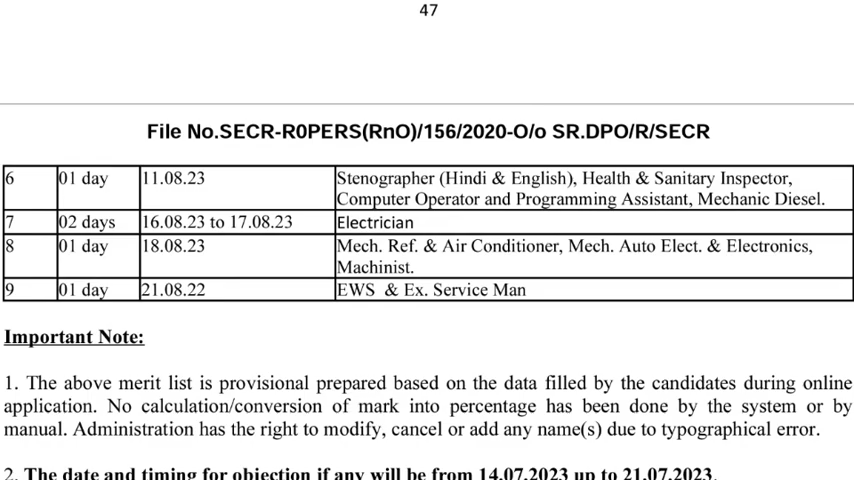 47
File No.SECR-R0PERS(RnO)/156/2020-O/o SR.DPO/R/SECR
6 01 day 11.08.23 Stenographer (Hindi & English), Health & Sanitary Inspector,
Computer Operator and Programming Assistant, Mechanic Diesel.
7 02 days 16.08.23 to 17.08.23 Electrician
8 01 day 18.08.23 Mech. Ref. & Air Conditioner, Mech. Auto Elect. & Electronics,
Machinist.
9 01 day 21.08.22 EWS & Ex. Service Man
Important Note:
1. The above merit list is provisional prepared based on the data filled by the candidates during online
application. No calculation/conversion of mark into percentage has been done by the system or by
manual. Administration has the right to modify, cancel or add any name(s) due to typographical error.
2. The date and timing for objection if any will be from 14.07.2023 up to 21.07.2023.